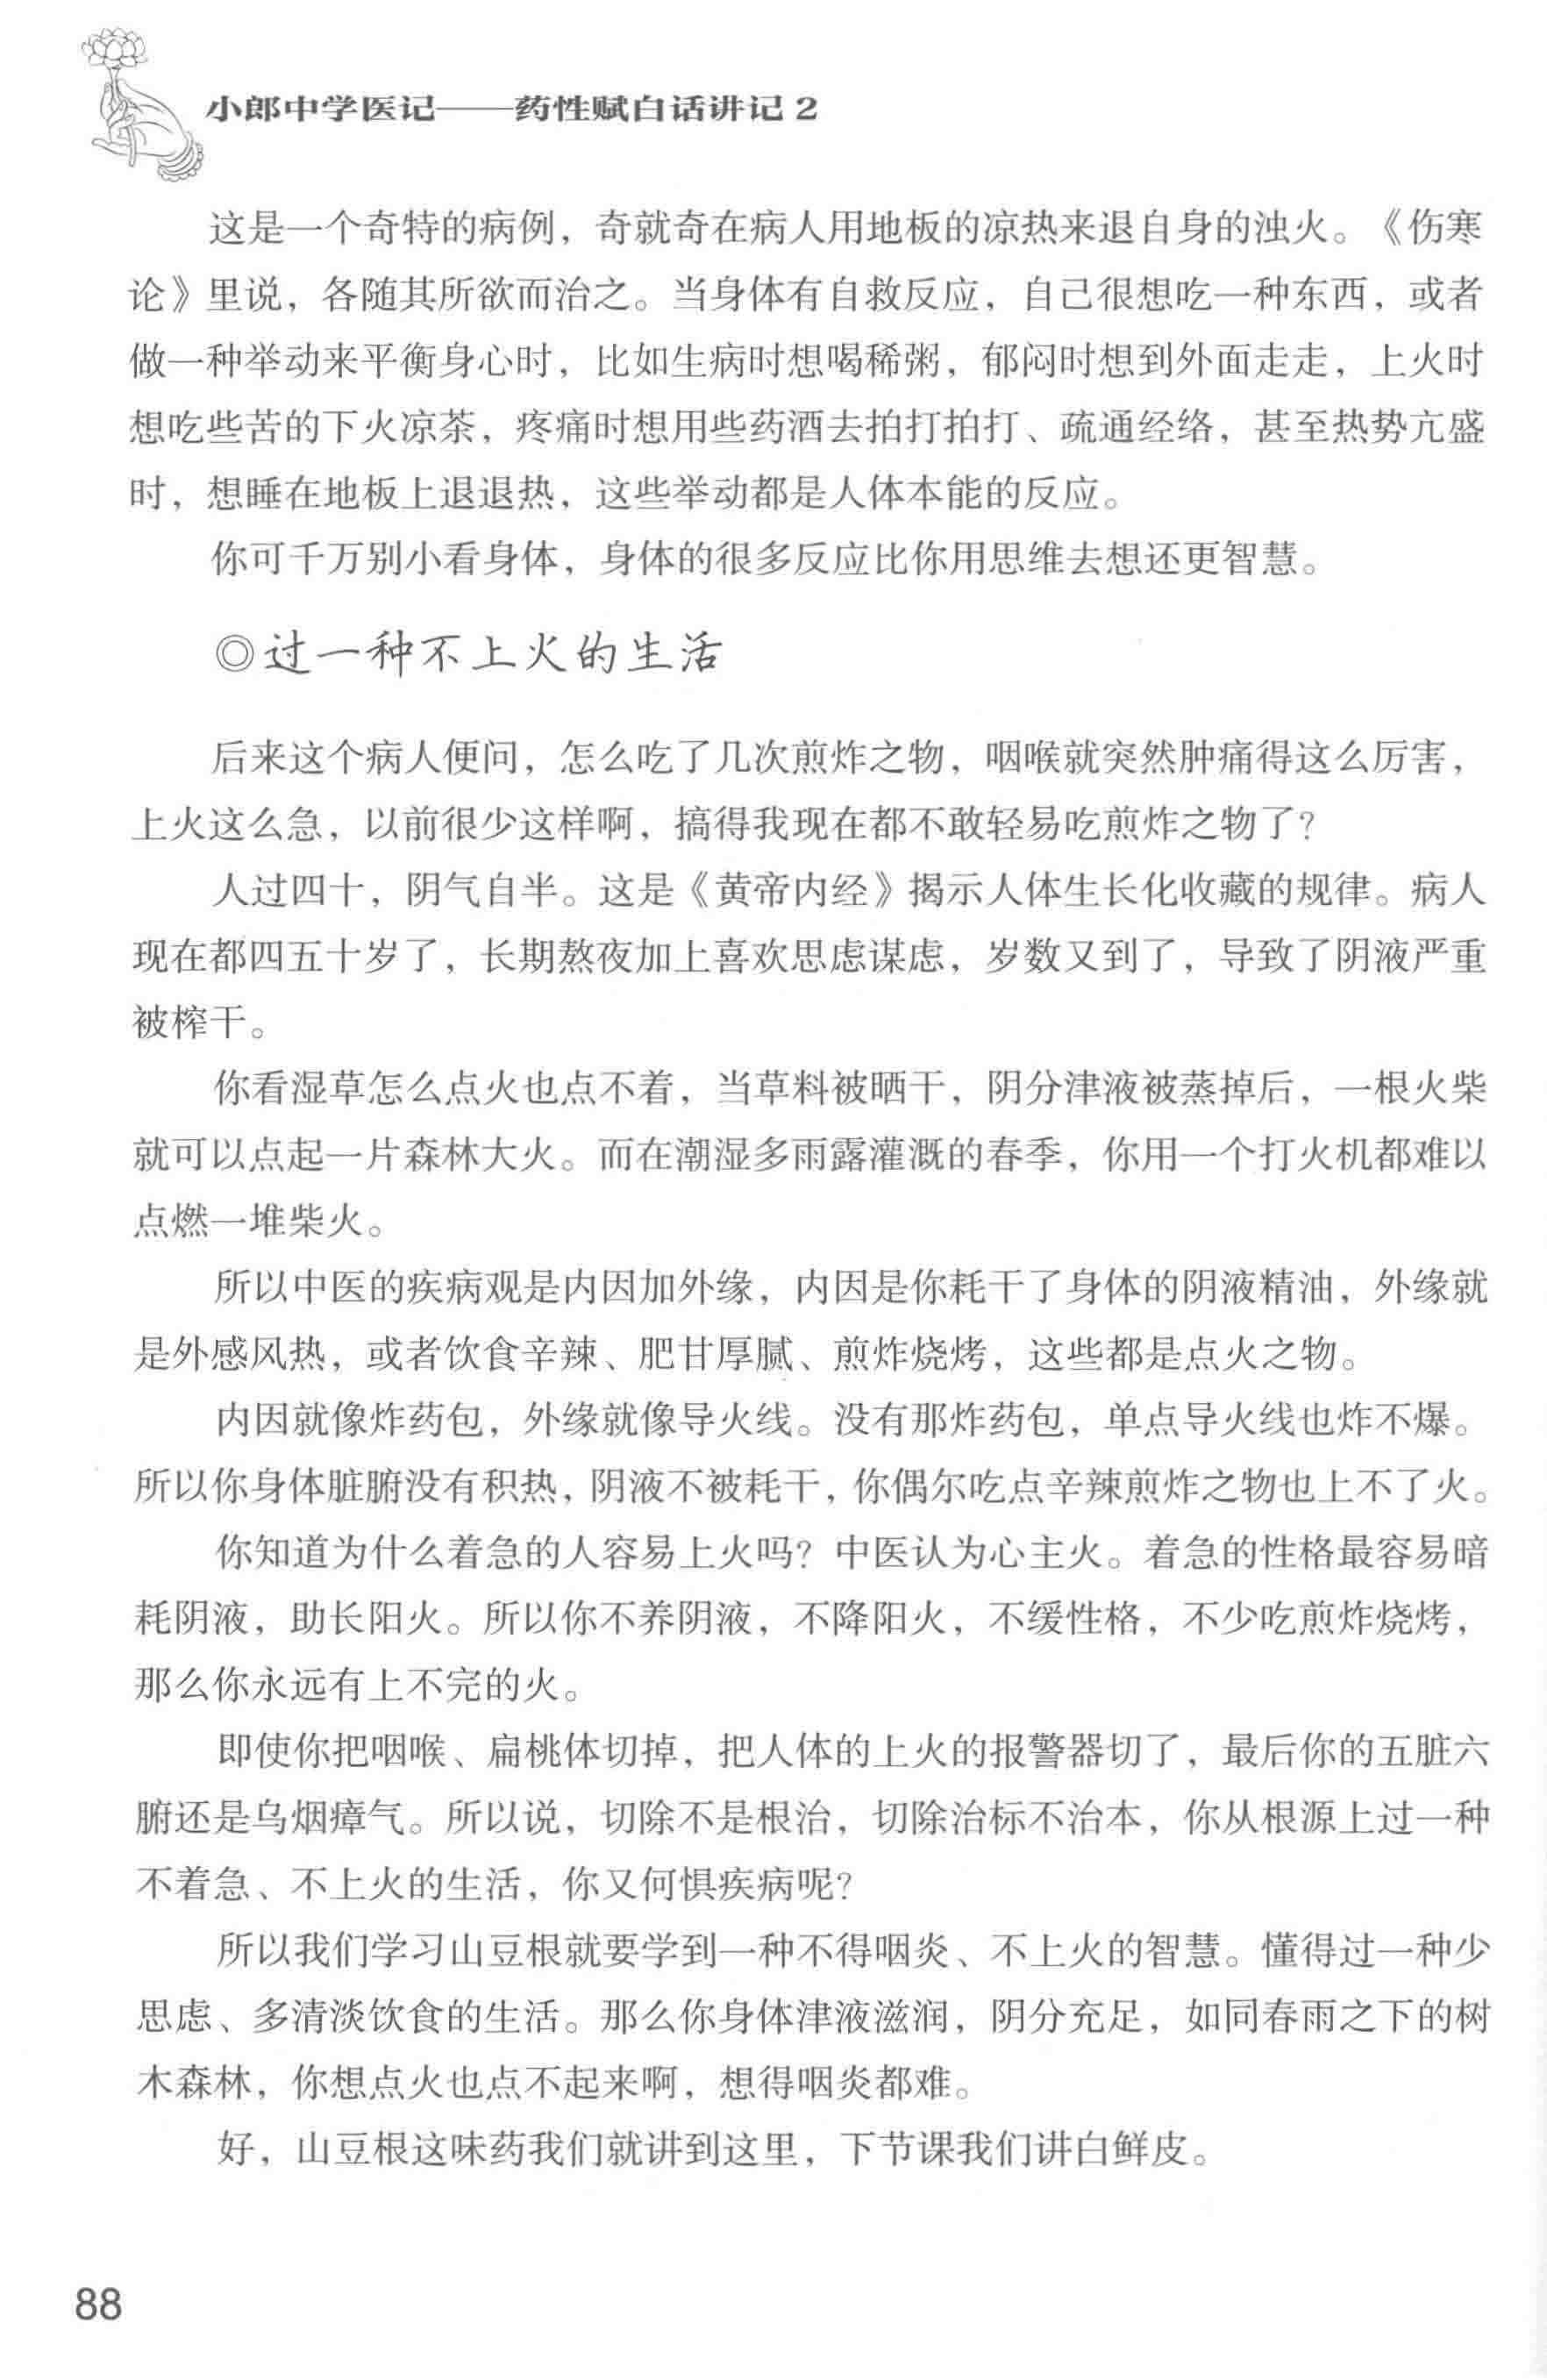 小郎中学医记——药性赋白话讲记 2
这是一个奇特的病例，奇就奇在病人用地板的凉热来退自身的浊火。《伤寒
论》里说，各随其所欲而治之。当身体有自救反应，自己很想吃一种东西，或者
做一种举动来平衡身心时，比如生病时想喝稀粥，郁闷时想到外面走走，上火时
想吃些苦的下火凉茶，疼痛时想用些药酒去拍打拍打、疏通经络，甚至热势亢盛
时，想睡在地板上退退热，这些举动都是人体本能的反应。
你可千万别小看身体，身体的很多反应比你用思维去想还更智慧。
◎过一种不上火的生活
后来这个病人便问，怎么吃了几次煎炸之物，咽喉就突然肿痛得这么厉害，
上火这么急，以前很少这样啊，搞得我现在都不敢轻易吃煎炸之物了？
人过四十，阴气自半。这是《黄帝内经》揭示人体生长化收藏的规律。病人
现在都四五十岁了，长期熬夜加上喜欢思虑谋虑，岁数又到了，导致了阴液严重
被榨干。
你看湿草怎么点火也点不着，当草料被晒干，阴分津液被蒸掉后，一根火柴
就可以点起一片森林大火。而在潮湿多雨露灌溉的春季，你用一个打火机都难以
点燃一堆柴火。
所以中医的疾病观是内因加外缘，内因是你耗干了身体的阴液精油，外缘就
是外感风热，或者饮食辛辣、肥甘厚腻、煎炸烧烤，这些都是点火之物。
内因就像炸药包，外缘就像导火线。没有那炸药包，单点导火线也炸不爆。
所以你身体脏腑没有积热，阴液不被耗干，你偶尔吃点辛辣煎炸之物也上不了火。
你知道为什么着急的人容易上火吗？中医认为心主火。着急的性格最容易暗
耗阴液，助长阳火。所以你不养阴液，不降阳火，不缓性格，不少吃煎炸烧烤，
那么你永远有上不完的火。
即使你把咽喉、扁桃体切掉，把人体的上火的报警器切了，最后你的五脏六
腑还是乌烟瘴气。所以说，切除不是根治，切除治标不治本，你从根源上过一种
不着急、不上火的生活，你又何惧疾病呢？
所以我们学习山豆根就要学到一种不得咽炎、不上火的智慧。懂得过一种少
思虑、多清淡饮食的生活。那么你身体津液滋润，阴分充足，如同春雨之下的树
木森林，你想点火也点不起来啊，想得咽炎都难。
好，山豆根这味药我们就讲到这里，下节课我们讲白鲜皮。
88